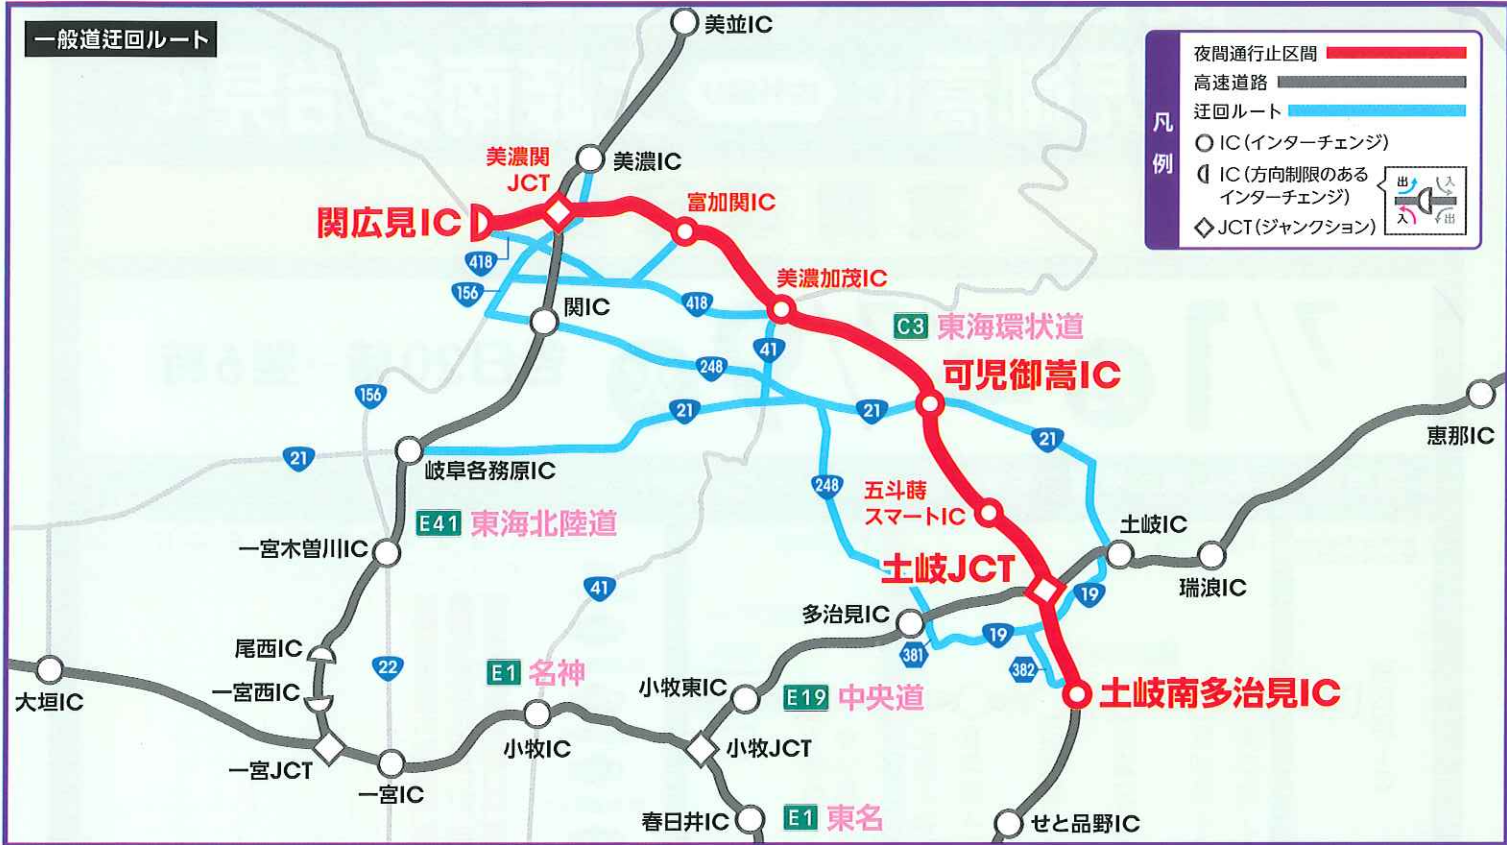 一般道迂回ルート
美並IC
夜間通行止区間
高速道路
迂回ルート
凡例
IC(インターチェンジ)
IC(方向制限のある
インターチェンジ)
出
入
入
出
JCT(ジャンクション)
美濃関
JCT
美濃IC
関広見IC
富加関IC
418
156
美濃加茂IC
関IC
418
C3 東海環状道
41
248
可児御嵩IC
156
21
21
21
恵那IC
21
岐阜各務原IC
248
五斗蒔
スマートIC
E41 東海北陸道
土岐IC
一宮木曽川IC
土岐JCT
瑞浪IC
41
19
多治見IC
19
381
382
尾西IC
22
E1 名神
一宮西IC
小牧東IC
E19 中央道
土岐南多治見IC
大垣IC
小牧IC
小牧JCT
一宮JCT
一宮IC
春日井IC
E1 東名
せと品野IC